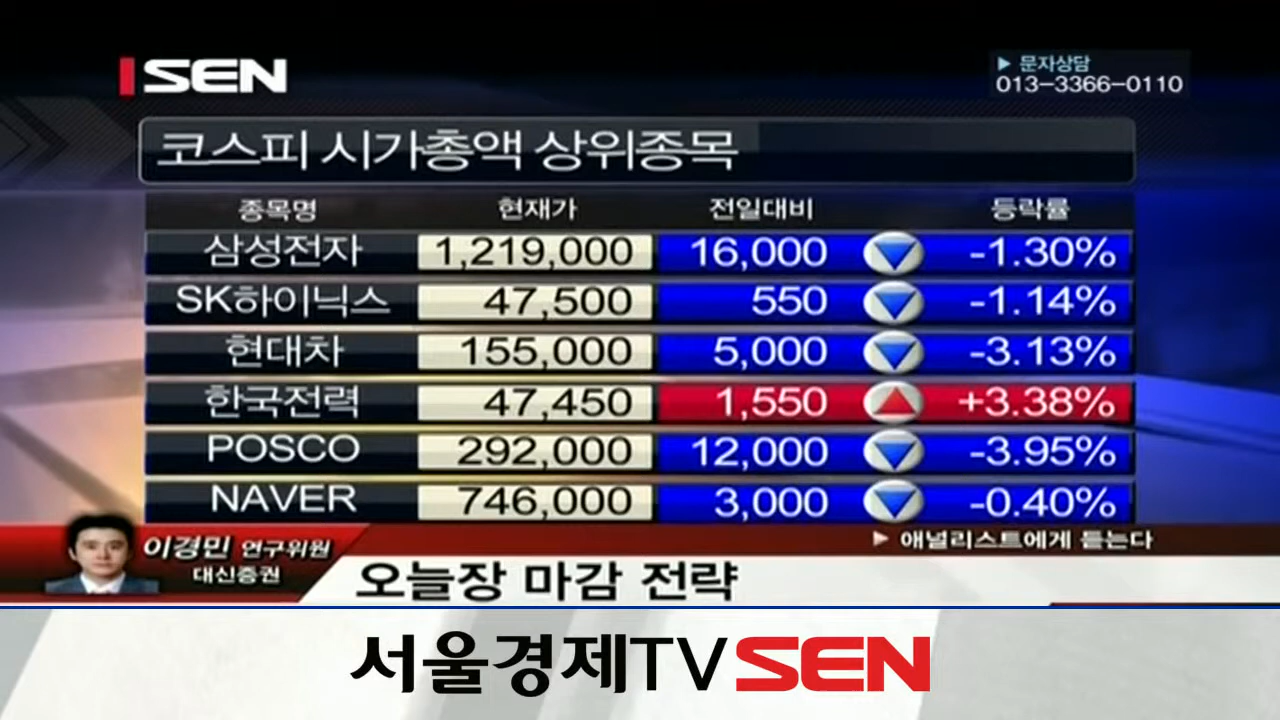 SEN
▶ 문자상담
013-3366-0110
코스피 시가총액 상위종목
종목명 현재가 전일대비 등락률
삼성전자 1,219,000 16,000 ▼ -1.30%
SK하이닉스 47,500 550 ▼ -1.14%
현대차 155,000 5,000 ▼ -3.13%
한국전력 47,450 1,550 ▲ +3.38%
POSCO 292,000 12,000 ▼ -3.95%
NAVER 746,000 3,000 ▼ -0.40%
이경민 연구위원
대신증권
▶ 애널리스트에게 듣는다
오늘장 마감 전략
서울경제TV SEN